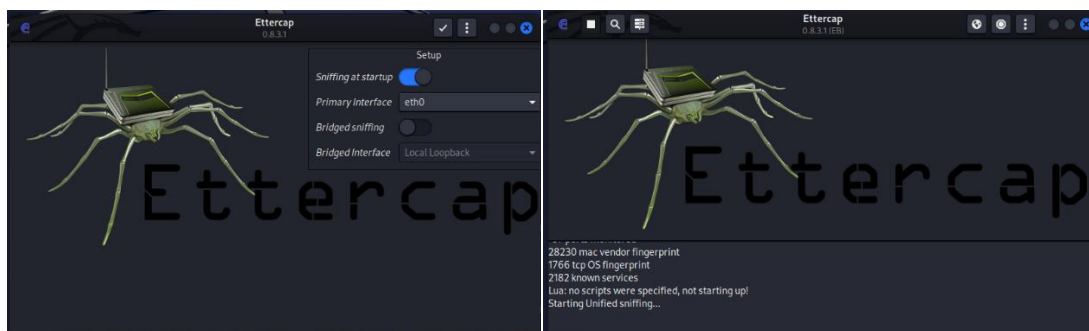 Ettercap
0.8.3.1
Setup
Sniffing at startup
Primary Interface eth0
Bridged sniffing
Bridged Interface Local Loopback
Ettercap
Ettercap
0.8.3.1 (EB)
Ettercap
28230 mac vendor fingerprint
1766 tcp OS fingerprint
2182 known services
Lua: no scripts were specified, not starting up!
Starting Unified sniffing...